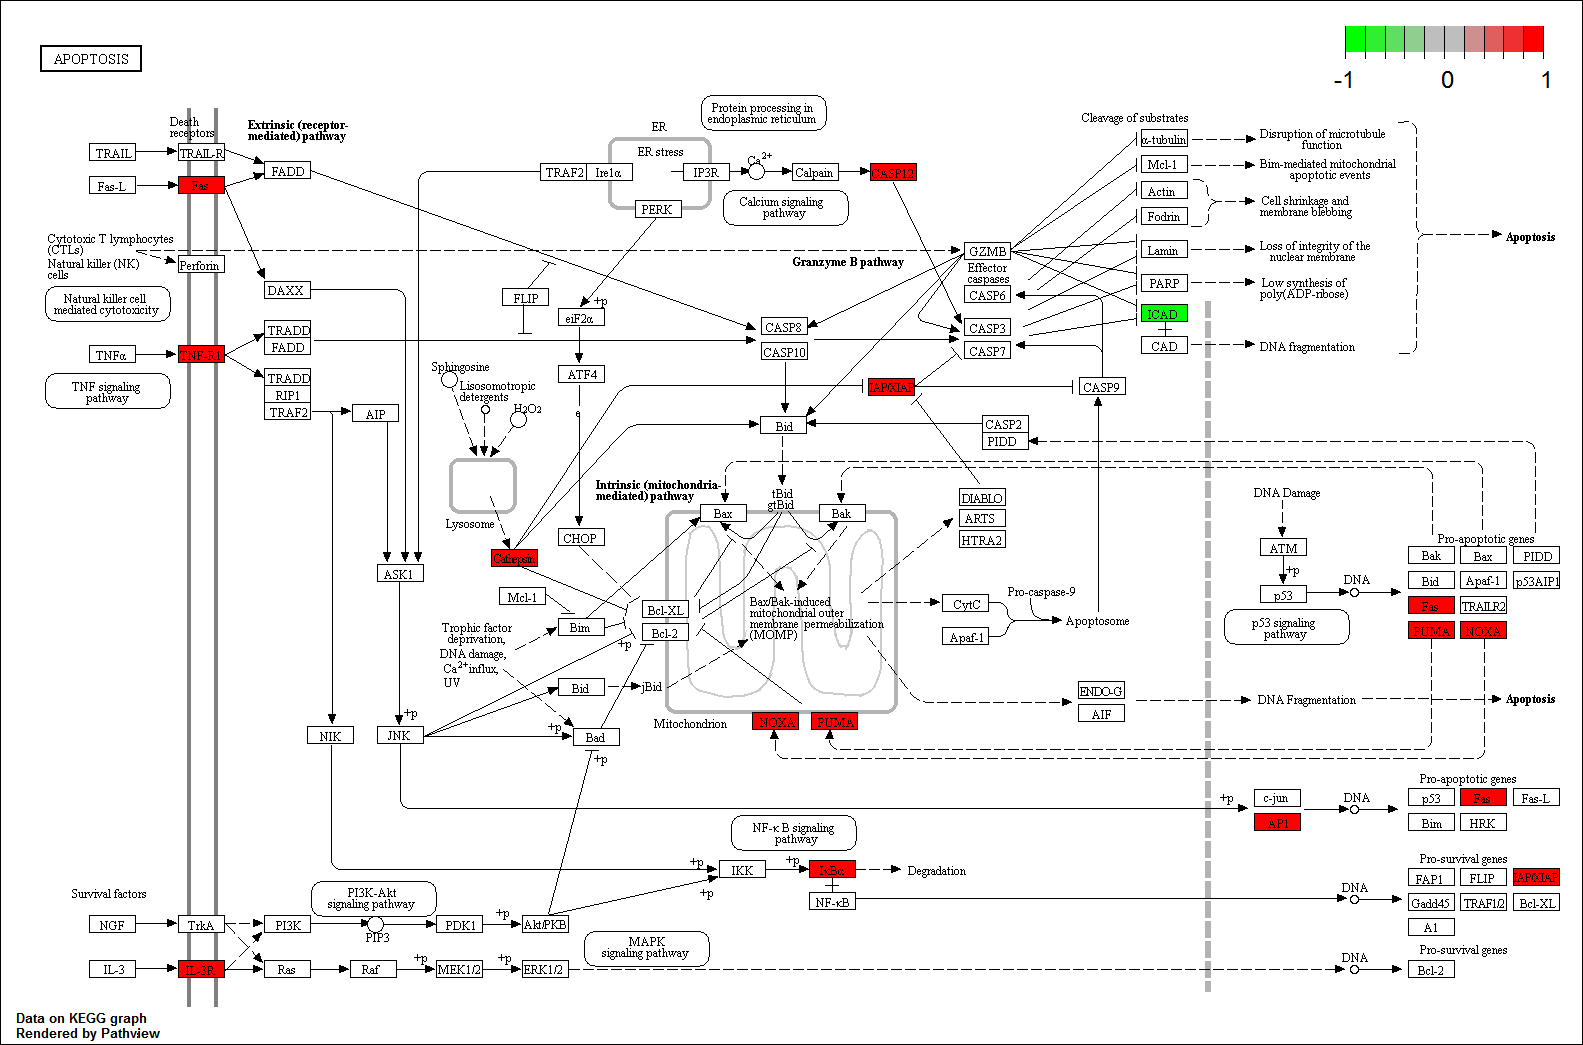 APOPTOSIS
-1 0 1
Death
receptors
Extrinsic (receptor-
mediated) pathway
TRAIL
TRAIL-R
FADD
Fas-L
Fas
Cytotoxic T lymphocytes
(CTLs)
Natural killer (NK)
cells
Perforin
DAXX
Natural killer cell
mediated cytotoxicity
TRADD
FADD
TNFα
TNF-R1
TRADD
RIP1
TRAF2
AIP
TNF signaling
pathway
ER
ER stress
TRAF2
Ire1α
IP3R
PERK
Protein processing in
endoplasmic reticulum
Ca2+
Calpain
CASP12
Calcium signaling
pathway
Granzyme B pathway
FLIP
+p
eiF2α
ATF4
e
CHOP
Sphingosine
Lisosomotropic
detergents
H2O2
Lysosome
Cathepsin
ASK1
Mcl-1
Bim
Trophic factor
deprivation,
DNA damage,
Ca2+influx,
UV
+p
Bid
jBid
+p
Bad
+p
+p
NIK
JNK
CASP8
CASP10
Bid
tBid
gtBid
Intrinsic (mitochondria-
mediated) pathway
Bax
Bak
Bcl-XL
Bcl-2
Bax/Bak-induced
mitochondrial outer
membrane permeabilization
(MOMP)
Mitochondrion
NOXA
PUMA
GZMB
Effector
caspases
CASP6
CASP3
CASP7
CASP9
CASP2
PIDD
DIABLO
ARTS
HTRA2
CytC
Apaf-1
Pro-caspase-9
Apoptosome
ENDO-G
AIF
DNA Fragmentation
Apoptosis
Cleavage of substrates
α-tubulin
Disruption of microtubule
function
Mcl-1
Bim-mediated mitochondrial
apoptotic events
Actin
Fodrin
Cell shrinkage and
membrane blebbing
Lamin
Loss of integrity of the
nuclear membrane
PARP
Low synthesis of
poly(ADP-ribose)
ICAD
CAD
DNA fragmentation
Apoptosis
DNA Damage
ATM
+p
p53
DNA
p53 signaling
pathway
Pro-apoptotic genes
Bak
Bax
PIDD
Bid
Apaf-1
p53AIP1
Fas
TRAILR2
PUMA
NOXA
+p
c-jun
AP1
DNA
Pro-apoptotic genes
p53
Fas
Fas-L
Bim
HRK
NF-κB signaling
pathway
+p
IKK
+p
IκBα
Degradation
+p
NF-κB
DNA
Pro-survival genes
FAP1
FLIP
Gadd45
TRAF1/2
Bcl-XL
A1
Survival factors
PI3K-Akt
signaling pathway
NGF
TrkA
PI3K
PIP3
PDK1
+p
Akt/PKB
IL-3
IL-3R
Ras
Raf
+p
MEK1/2
+p
ERK1/2
MAPK
signaling pathway
DNA
Pro-survival genes
Bcl-2
Data on KEGG graph
Rendered by Pathview